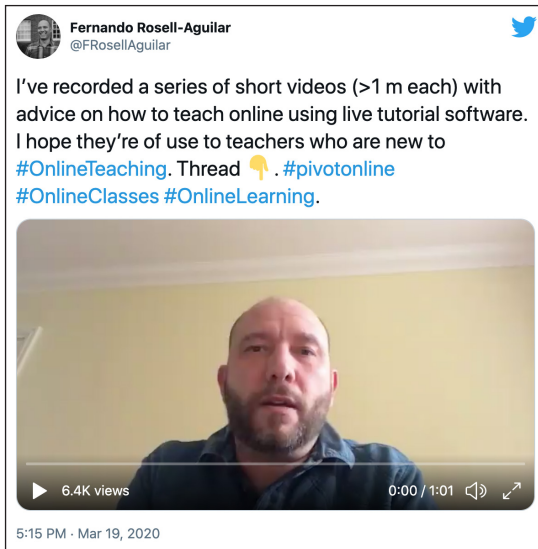 Fernando Rosell-Aguilar
@FRosellAguilar
I've recorded a series of short videos (>1 m each) with
advice on how to teach online using live tutorial software.
I hope they're of use to teachers who are new to
#OnlineTeaching. Thread 👇. #pivotonline
#OnlineClasses #OnlineLearning.
6.4K views
0:00 / 1:01
5:15 PM · Mar 19, 2020